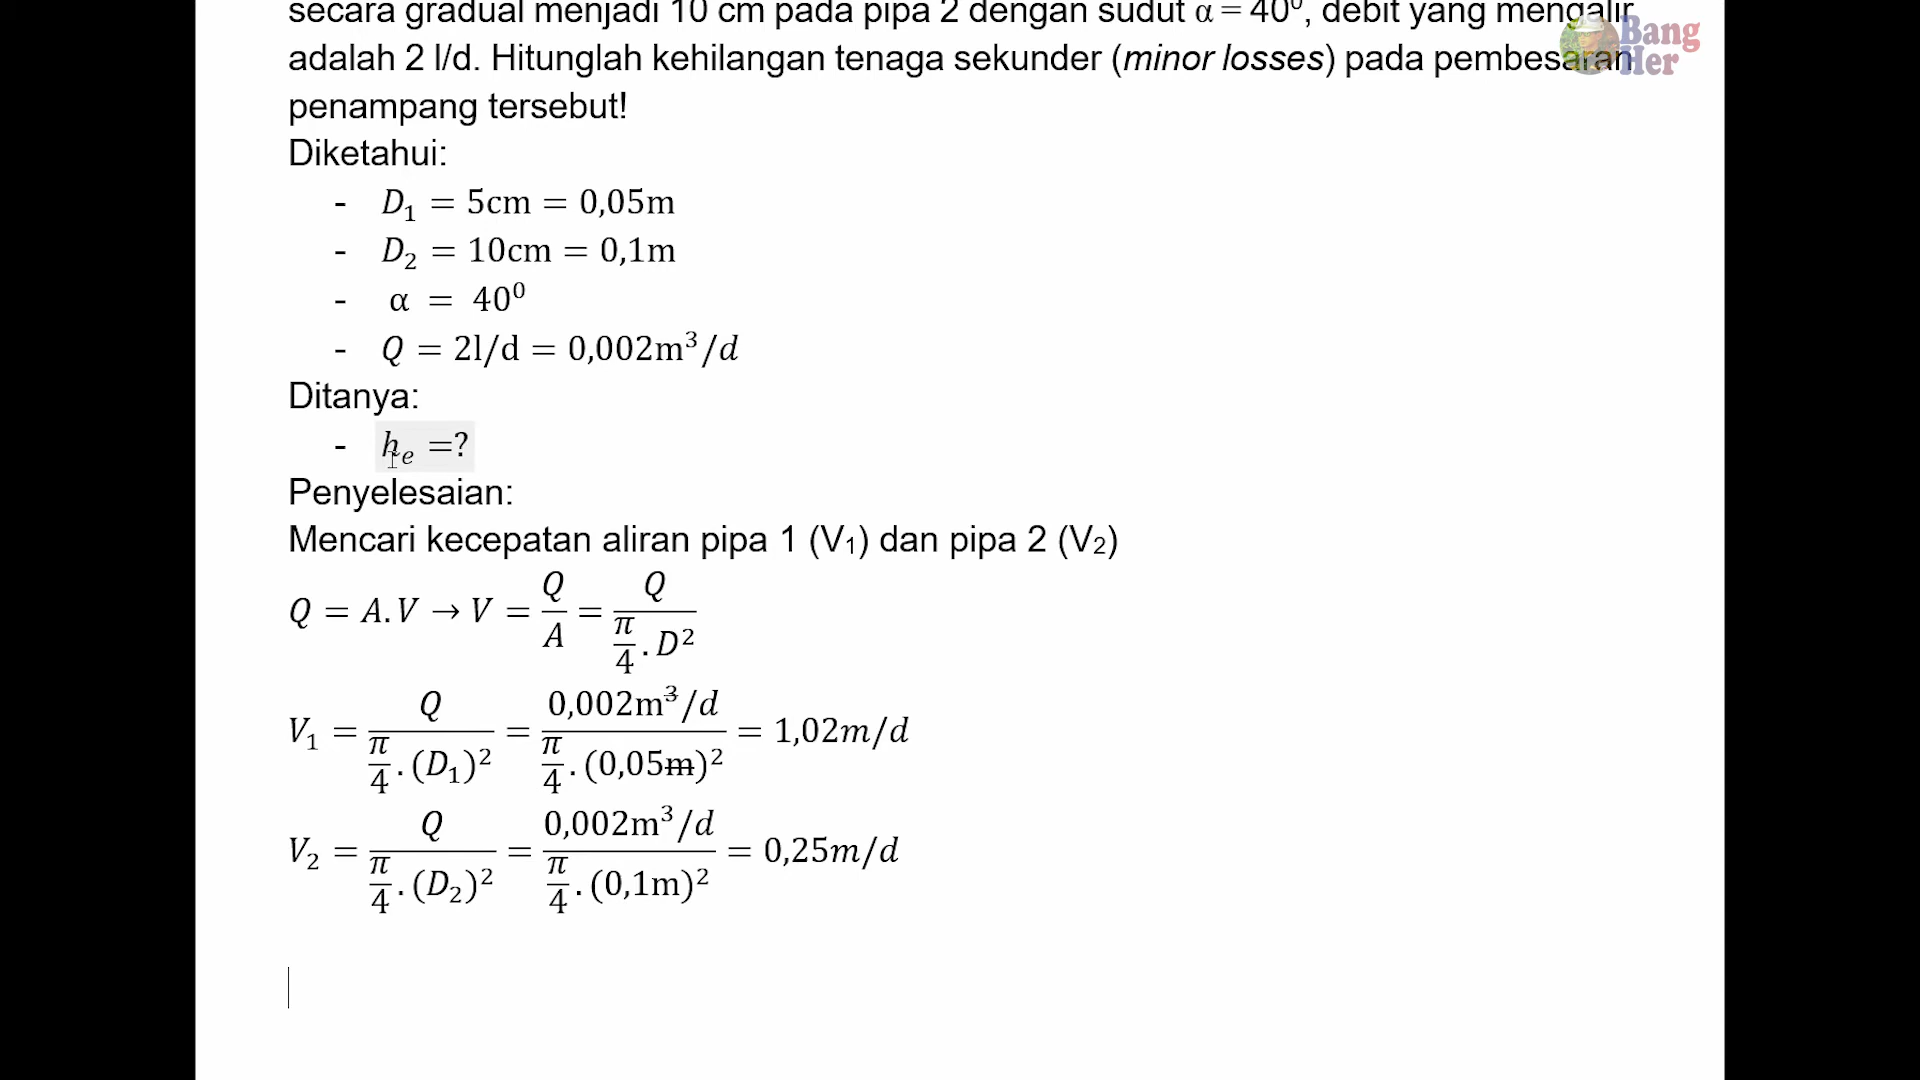 secara gradual menjadi 10 cm pada pipa 2 dengan sudut α = 40⁰, debit yang mengalir
adalah 2 l/d. Hitunglah kehilangan tenaga sekunder (minor losses) pada pembesaran
penampang tersebut!
Bang
Her
Diketahui:
- D₁ = 5cm = 0,05m
- D₂ = 10cm = 0,1m
- α = 40⁰
- Q = 2l/d = 0,002m³/d
Ditanya:
- hₑ =?
Penyelesaian:
Mencari kecepatan aliran pipa 1 (V₁) dan pipa 2 (V₂)
Q = A.V → V = Q/A = Q/(π/4 . D²)
V₁ = Q/(π/4 . (D₁)²) = 0,002m³/d/(π/4 . (0,05m)²) = 1,02m/d
V₂ = Q/(π/4 . (D₂)²) = 0,002m³/d/(π/4 . (0,1m)²) = 0,25m/d